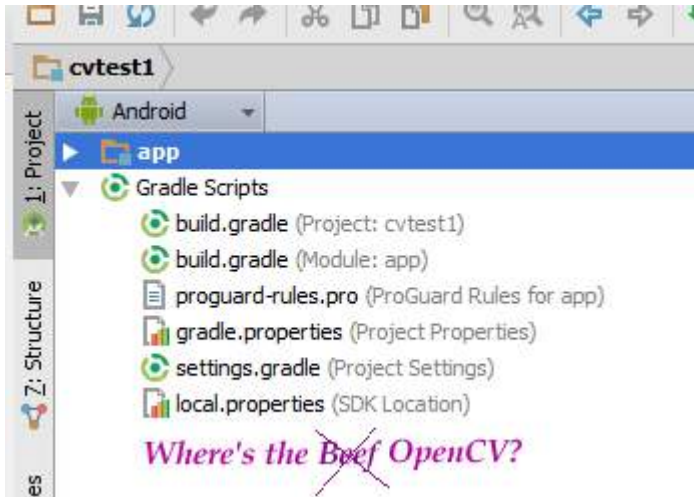 cvtest1
Android
1: Project
app
Gradle Scripts
build.gradle (Project: cvtest1)
build.gradle (Module: app)
proguard-rules.pro (ProGuard Rules for app)
gradle.properties (Project Properties)
settings.gradle (Project Settings)
local.properties (SDK Location)
7: Structure
Where's the Beef OpenCV?
es